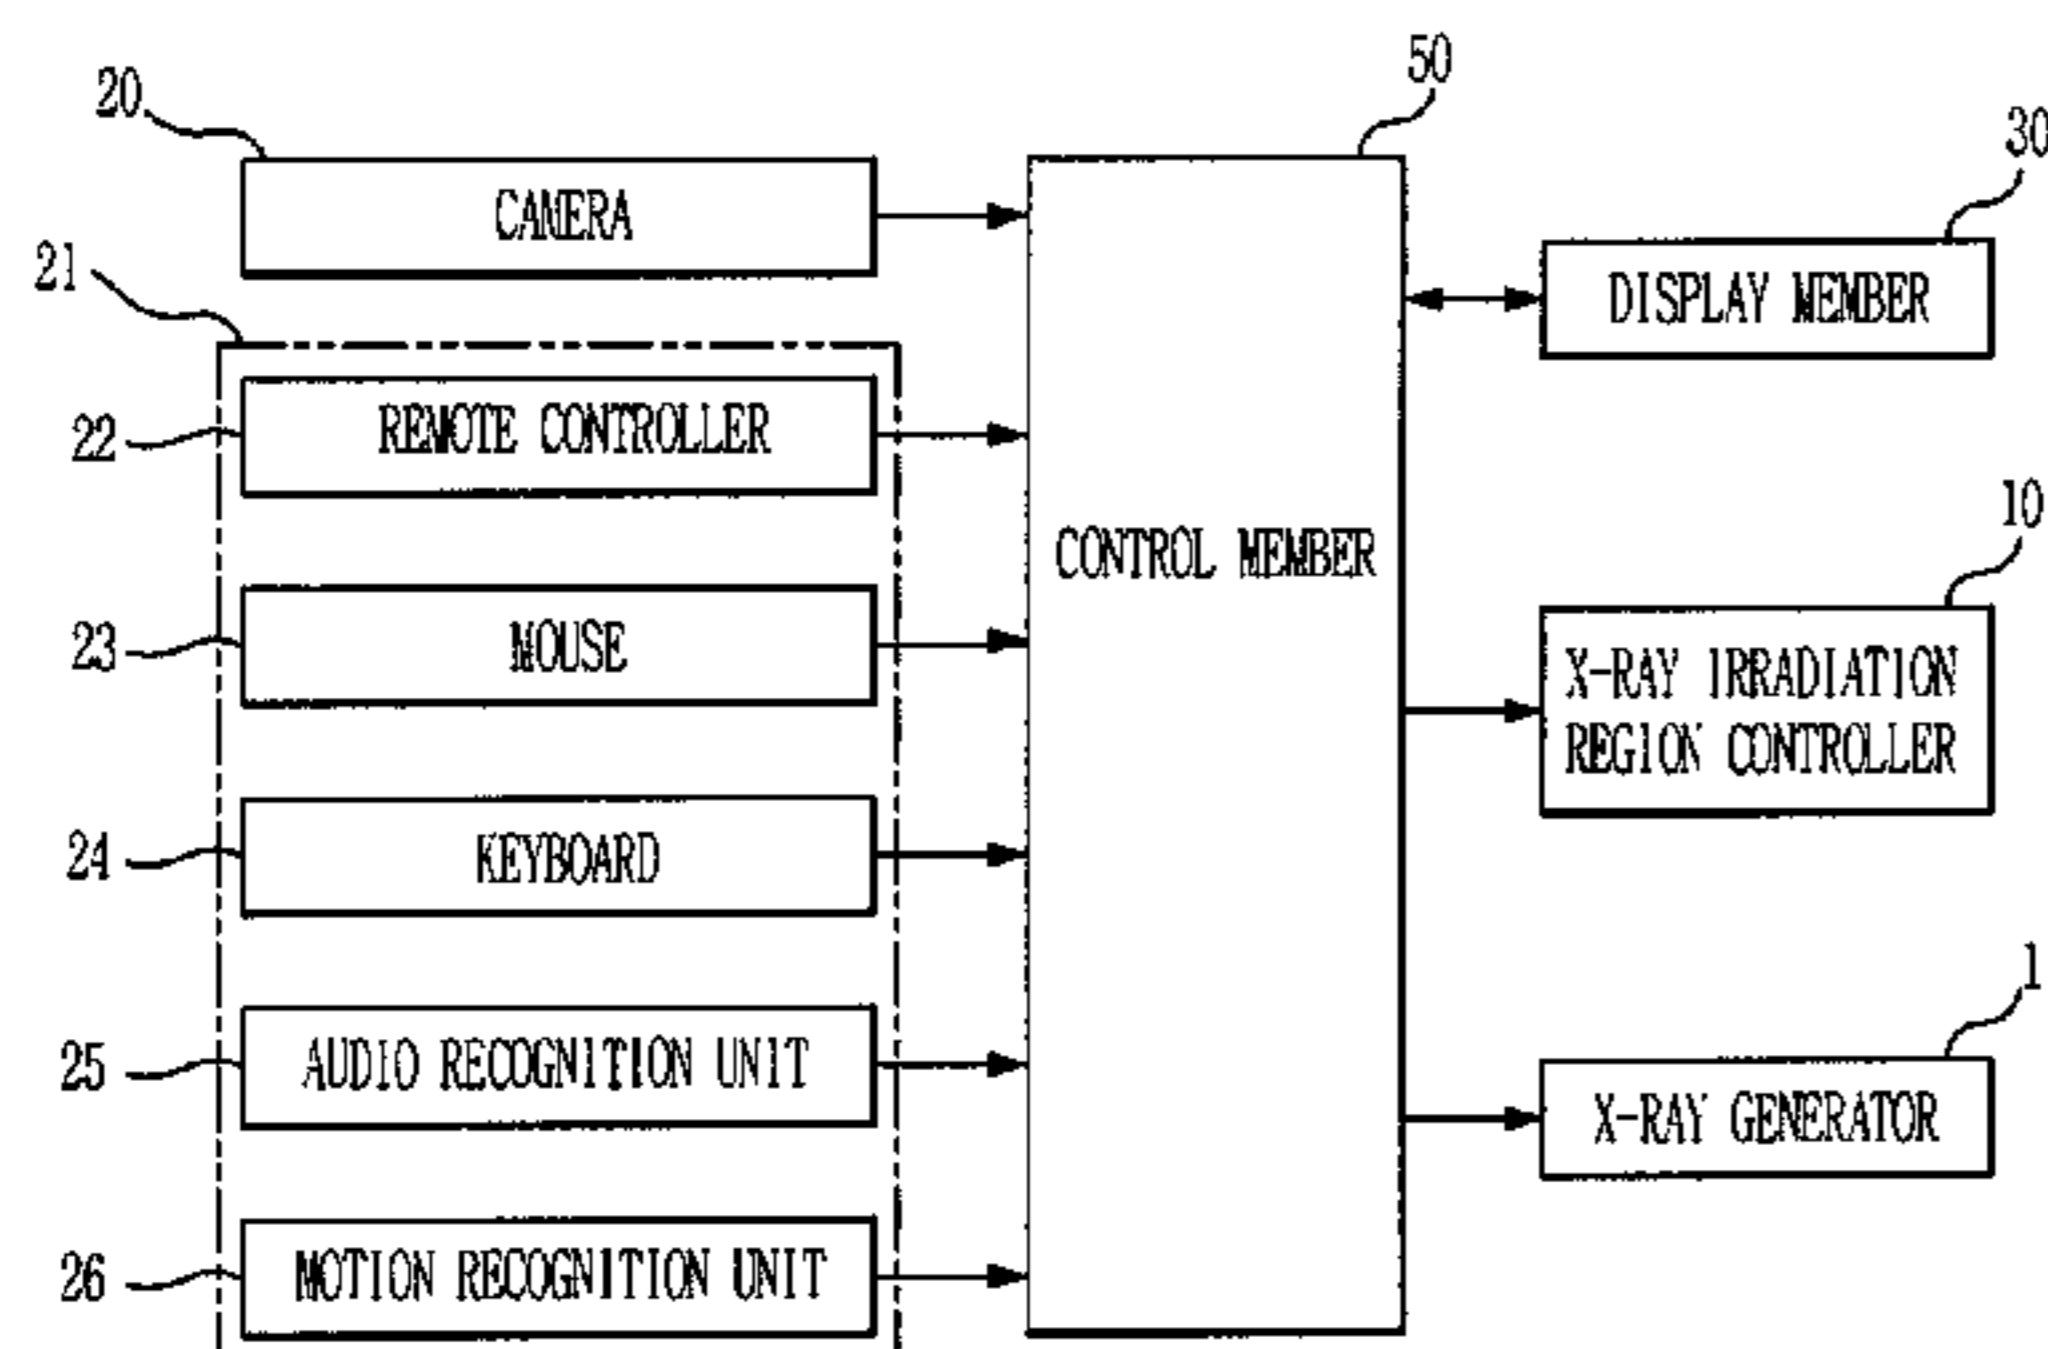 50
20
30
CAMERA
21
DISPLAY MEMBER
22
REMOTE CONTROLLER
10
CONTROL MEMBER
23
MOUSE
X-RAY IRRADIATION
REGION CONTROLLER
24
KEYBOARD
1
25
AUDIO RECOGNITION UNIT
X-RAY GENERATOR
26
MOTION RECOGNITION UNIT